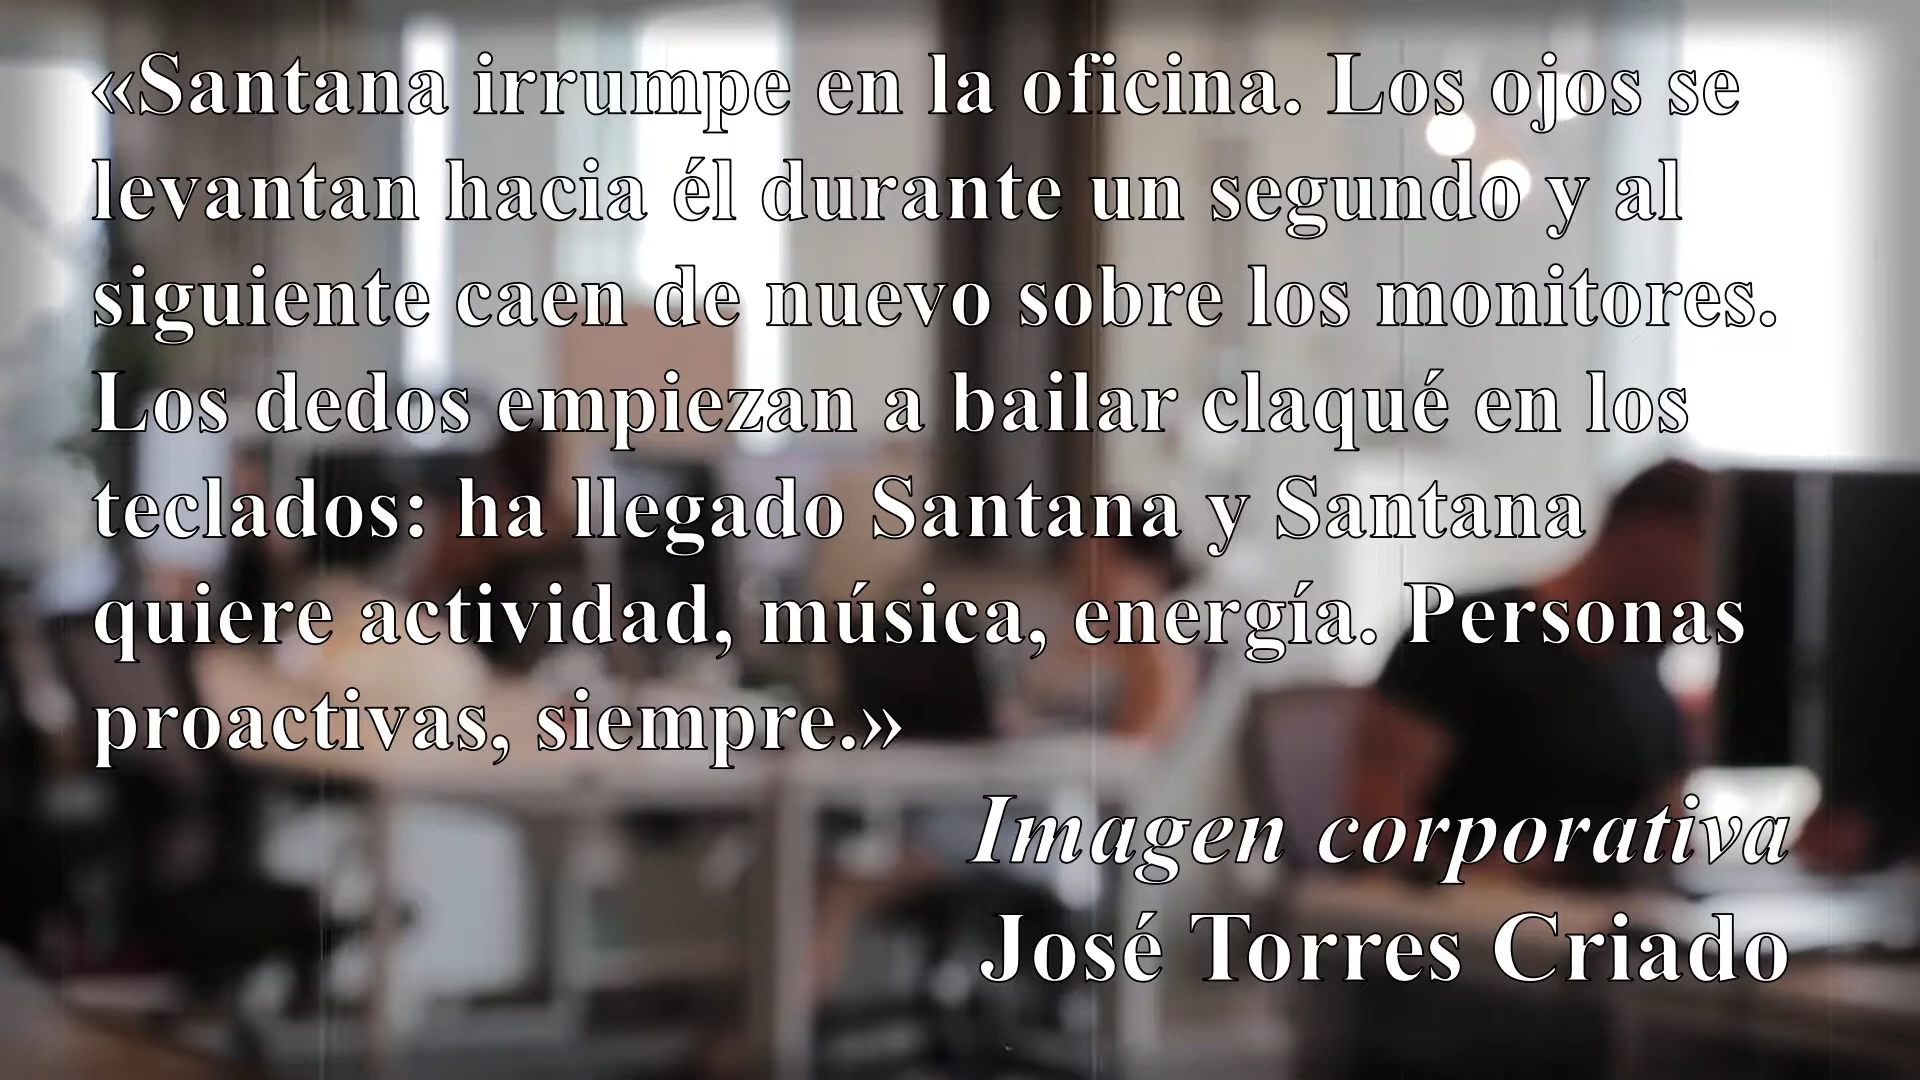 «Santana irrumpe en la oficina. Los ojos se
levantan hacia él durante un segundo y al
siguiente caen de nuevo sobre los monitores.
Los dedos empiezan a bailar claqué en los
teclados: ha llegado Santana y Santana
quiere actividad, música, energía. Personas
proactivas, siempre.»
Imagen corporativa
José Torres Criado